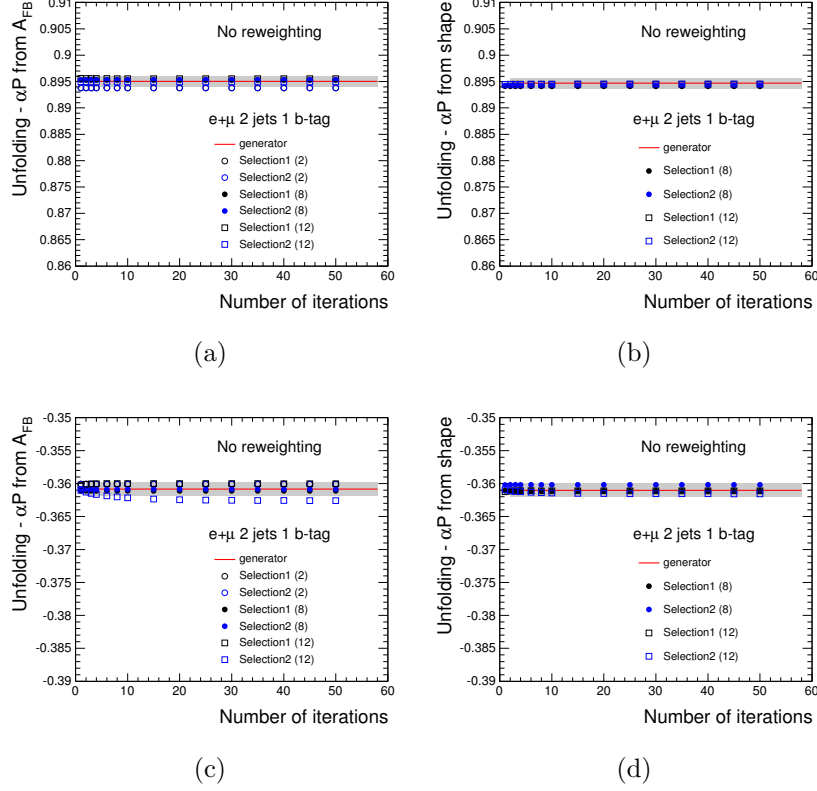 Unfolding - αP from A_FB
0.91
0.905
0.9
0.895
0.89
0.885
0.88
0.875
0.87
0.865
0.86
No reweighting
e+μ 2 jets 1 b-tag
generator
Selection1 (2)
Selection2 (2)
Selection1 (8)
Selection2 (8)
Selection1 (12)
Selection2 (12)
0 10 20 30 40 50 60
Number of iterations
(a)
Unfolding - αP from shape
0.91
0.905
0.9
0.895
0.89
0.885
0.88
0.875
0.87
0.865
0.86
No reweighting
e+μ 2 jets 1 b-tag
generator
Selection1 (8)
Selection2 (8)
Selection1 (12)
Selection2 (12)
0 10 20 30 40 50 60
Number of iterations
(b)
Unfolding - αP from A_FB
-0.35
-0.355
-0.36
-0.365
-0.37
-0.375
-0.38
-0.385
-0.39
No reweighting
e+μ 2 jets 1 b-tag
generator
Selection1 (2)
Selection2 (2)
Selection1 (8)
Selection2 (8)
Selection1 (12)
Selection2 (12)
0 10 20 30 40 50 60
Number of iterations
(c)
Unfolding - αP from shape
-0.35
-0.355
-0.36
-0.365
-0.37
-0.375
-0.38
-0.385
-0.39
No reweighting
e+μ 2 jets 1 b-tag
generator
Selection1 (8)
Selection2 (8)
Selection1 (12)
Selection2 (12)
0 10 20 30 40 50 60
Number of iterations
(d)